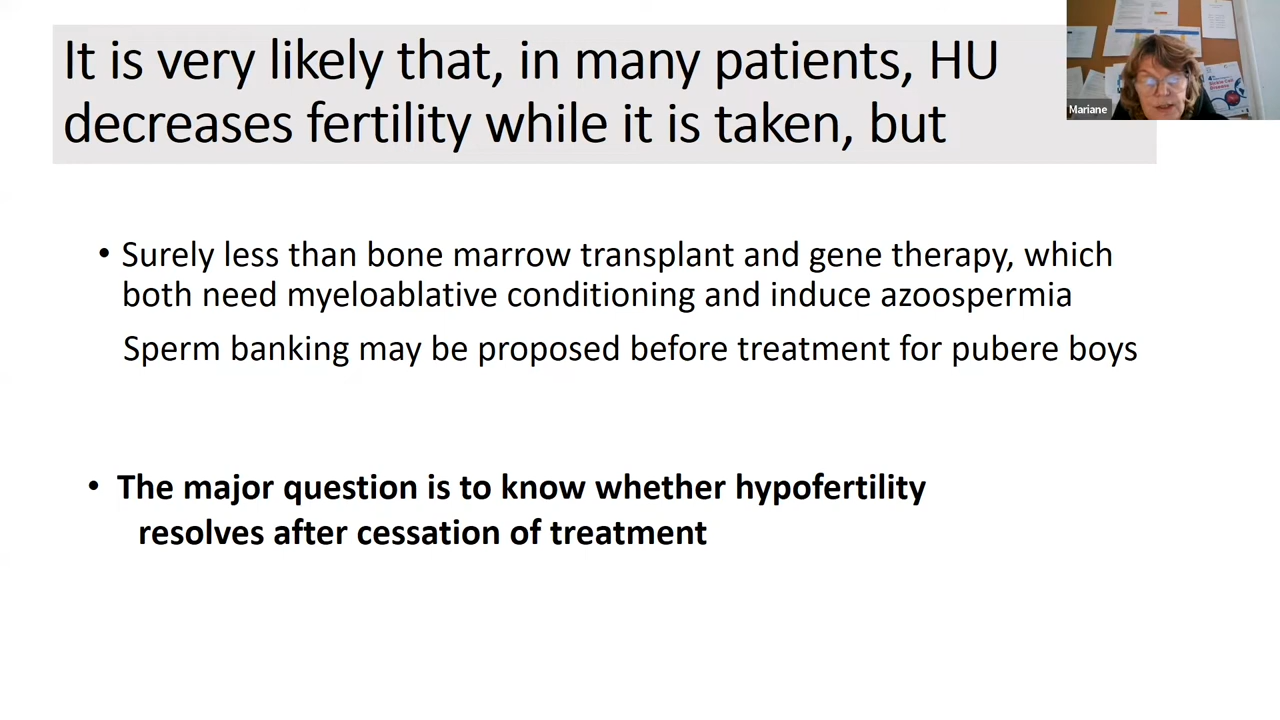 It is very likely that, in many patients, HU
decreases fertility while it is taken, but
Mariane
• Surely less than bone marrow transplant and gene therapy, which
both need myeloablative conditioning and induce azoospermia
Sperm banking may be proposed before treatment for pubere boys
• The major question is to know whether hypofertility
resolves after cessation of treatment